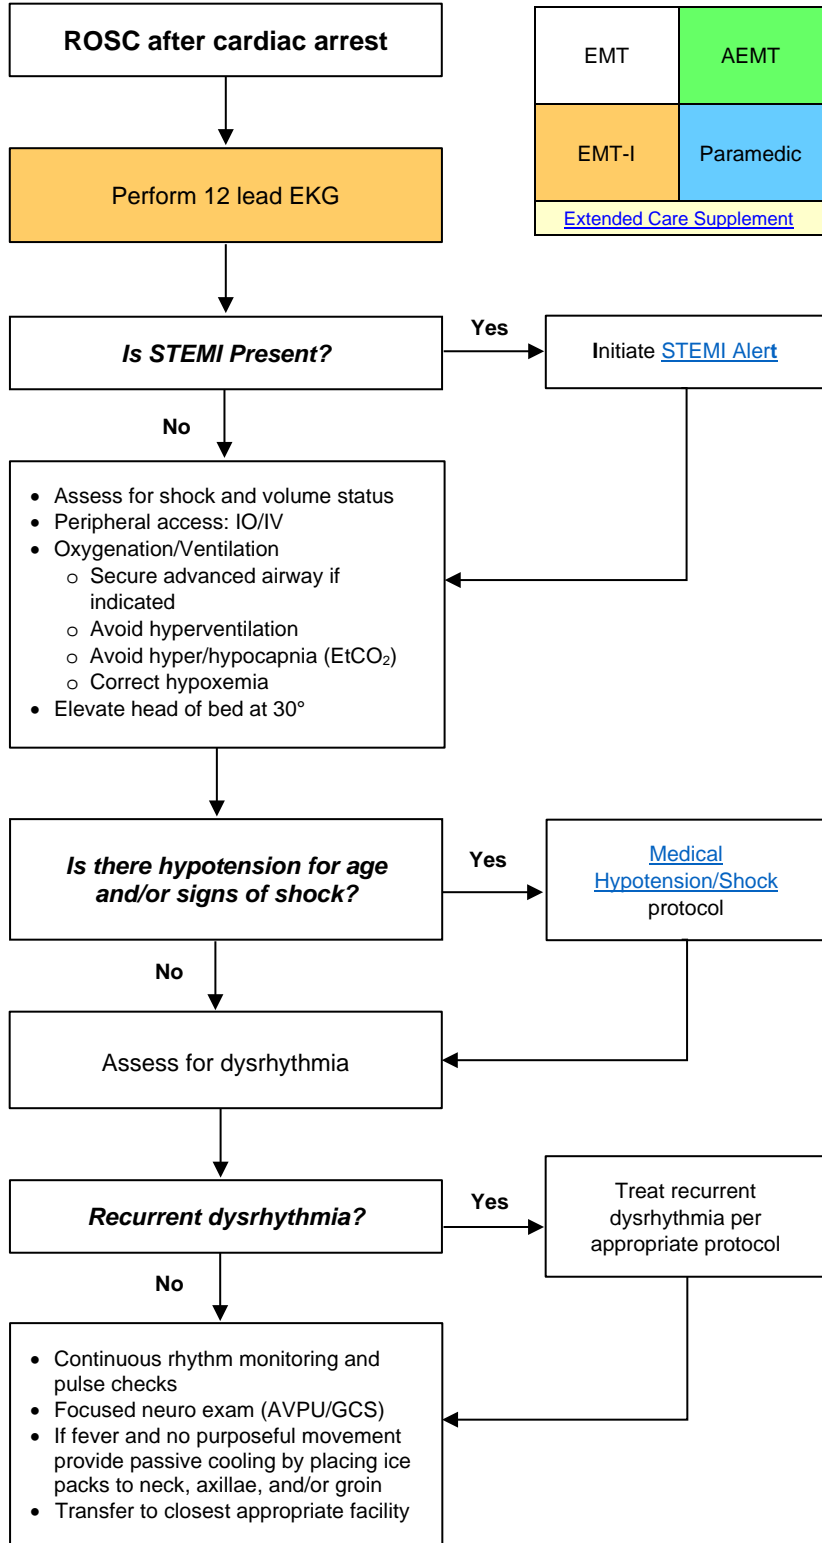 ROSC after cardiac arrest
EMT
AEMT
EMT-I
Paramedic
Extended Care Supplement
Perform 12 lead EKG
Is STEMI Present?
Yes
Initiate STEMI Alert
No
• Assess for shock and volume status
• Peripheral access: IO/IV
• Oxygenation/Ventilation
o Secure advanced airway if
indicated
o Avoid hyperventilation
o Avoid hyper/hypocapnia (EtCO₂)
o Correct hypoxemia
• Elevate head of bed at 30°
Is there hypotension for age
and/or signs of shock?
Yes
Medical
Hypotension/Shock
protocol
No
Assess for dysrhythmia
Recurrent dysrhythmia?
Yes
Treat recurrent
dysrhythmia per
appropriate protocol
No
• Continuous rhythm monitoring and
pulse checks
• Focused neuro exam (AVPU/GCS)
• If fever and no purposeful movement
provide passive cooling by placing ice
packs to neck, axillae, and/or groin
• Transfer to closest appropriate facility